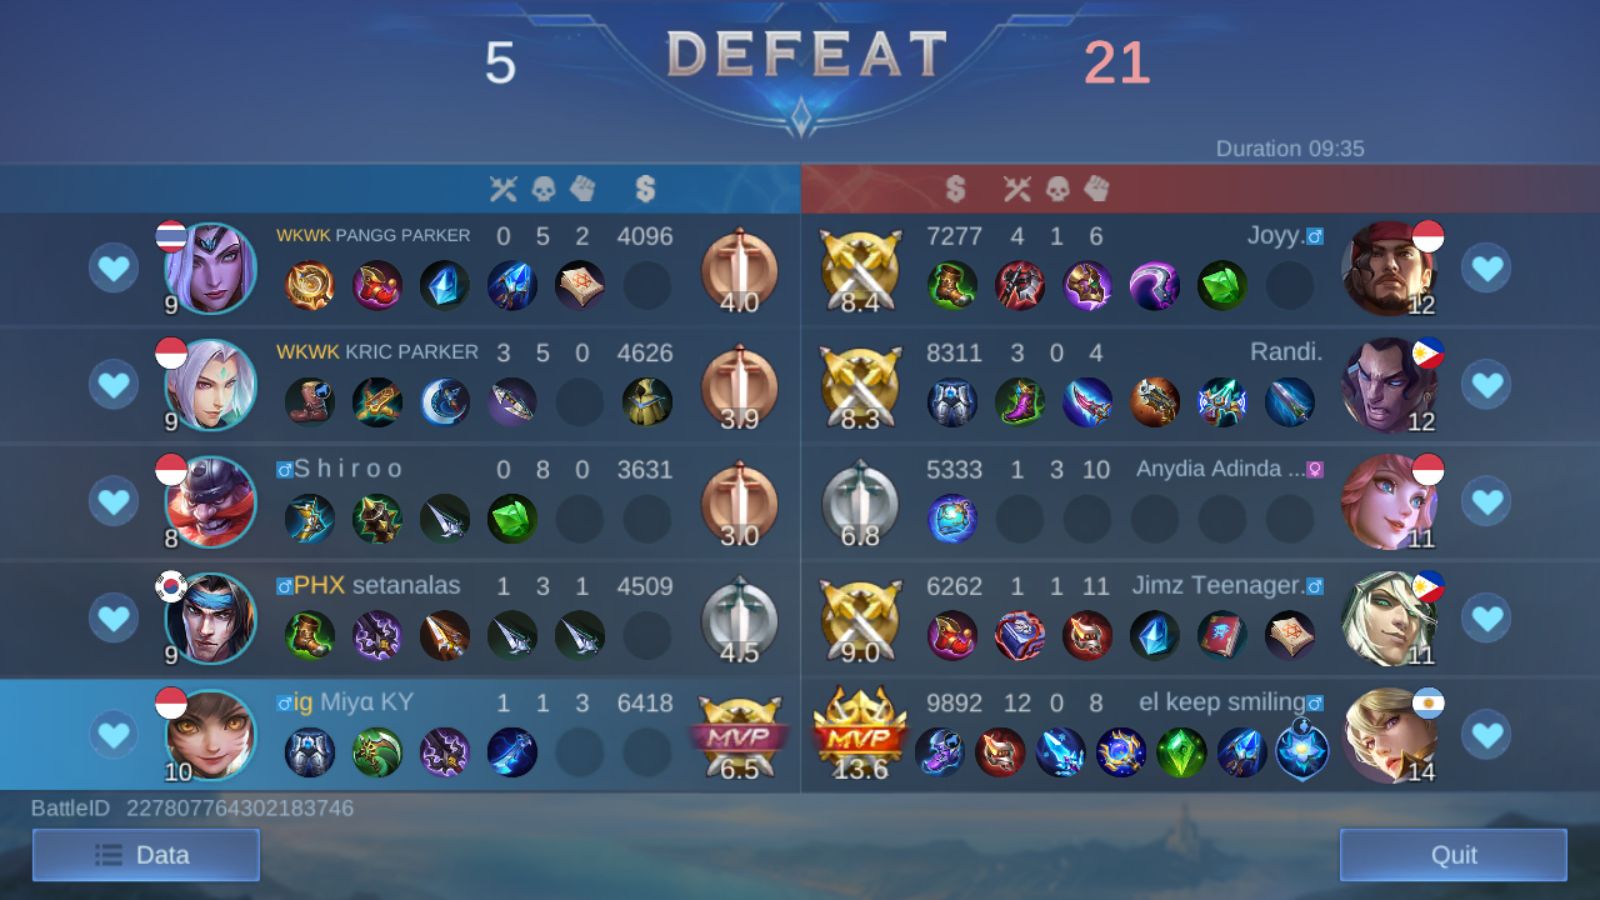 5 DEFEAT 21
Duration 09:35
WKWK PANGG PARKER 0 5 2 4096 4.0 9
8.4 7277 4 1 6 Joyy. 12
WKWK KRIC PARKER 3 5 0 4626 3.9 9
8.3 8311 3 0 4 Randi. 12
S h i r o o 0 8 0 3631 3.0 8
6.8 5333 1 3 10 Anydia Adinda ... 11
PHX setanalas 1 3 1 4509 4.5 9
9.0 6262 1 1 11 Jimz Teenager. 11
ig Miyα KY 1 1 3 6418 MVP 6.5 10
MVP 13.6 9892 12 0 8 el keep smiling 14
BattleID 227807764302183746
Data
Quit